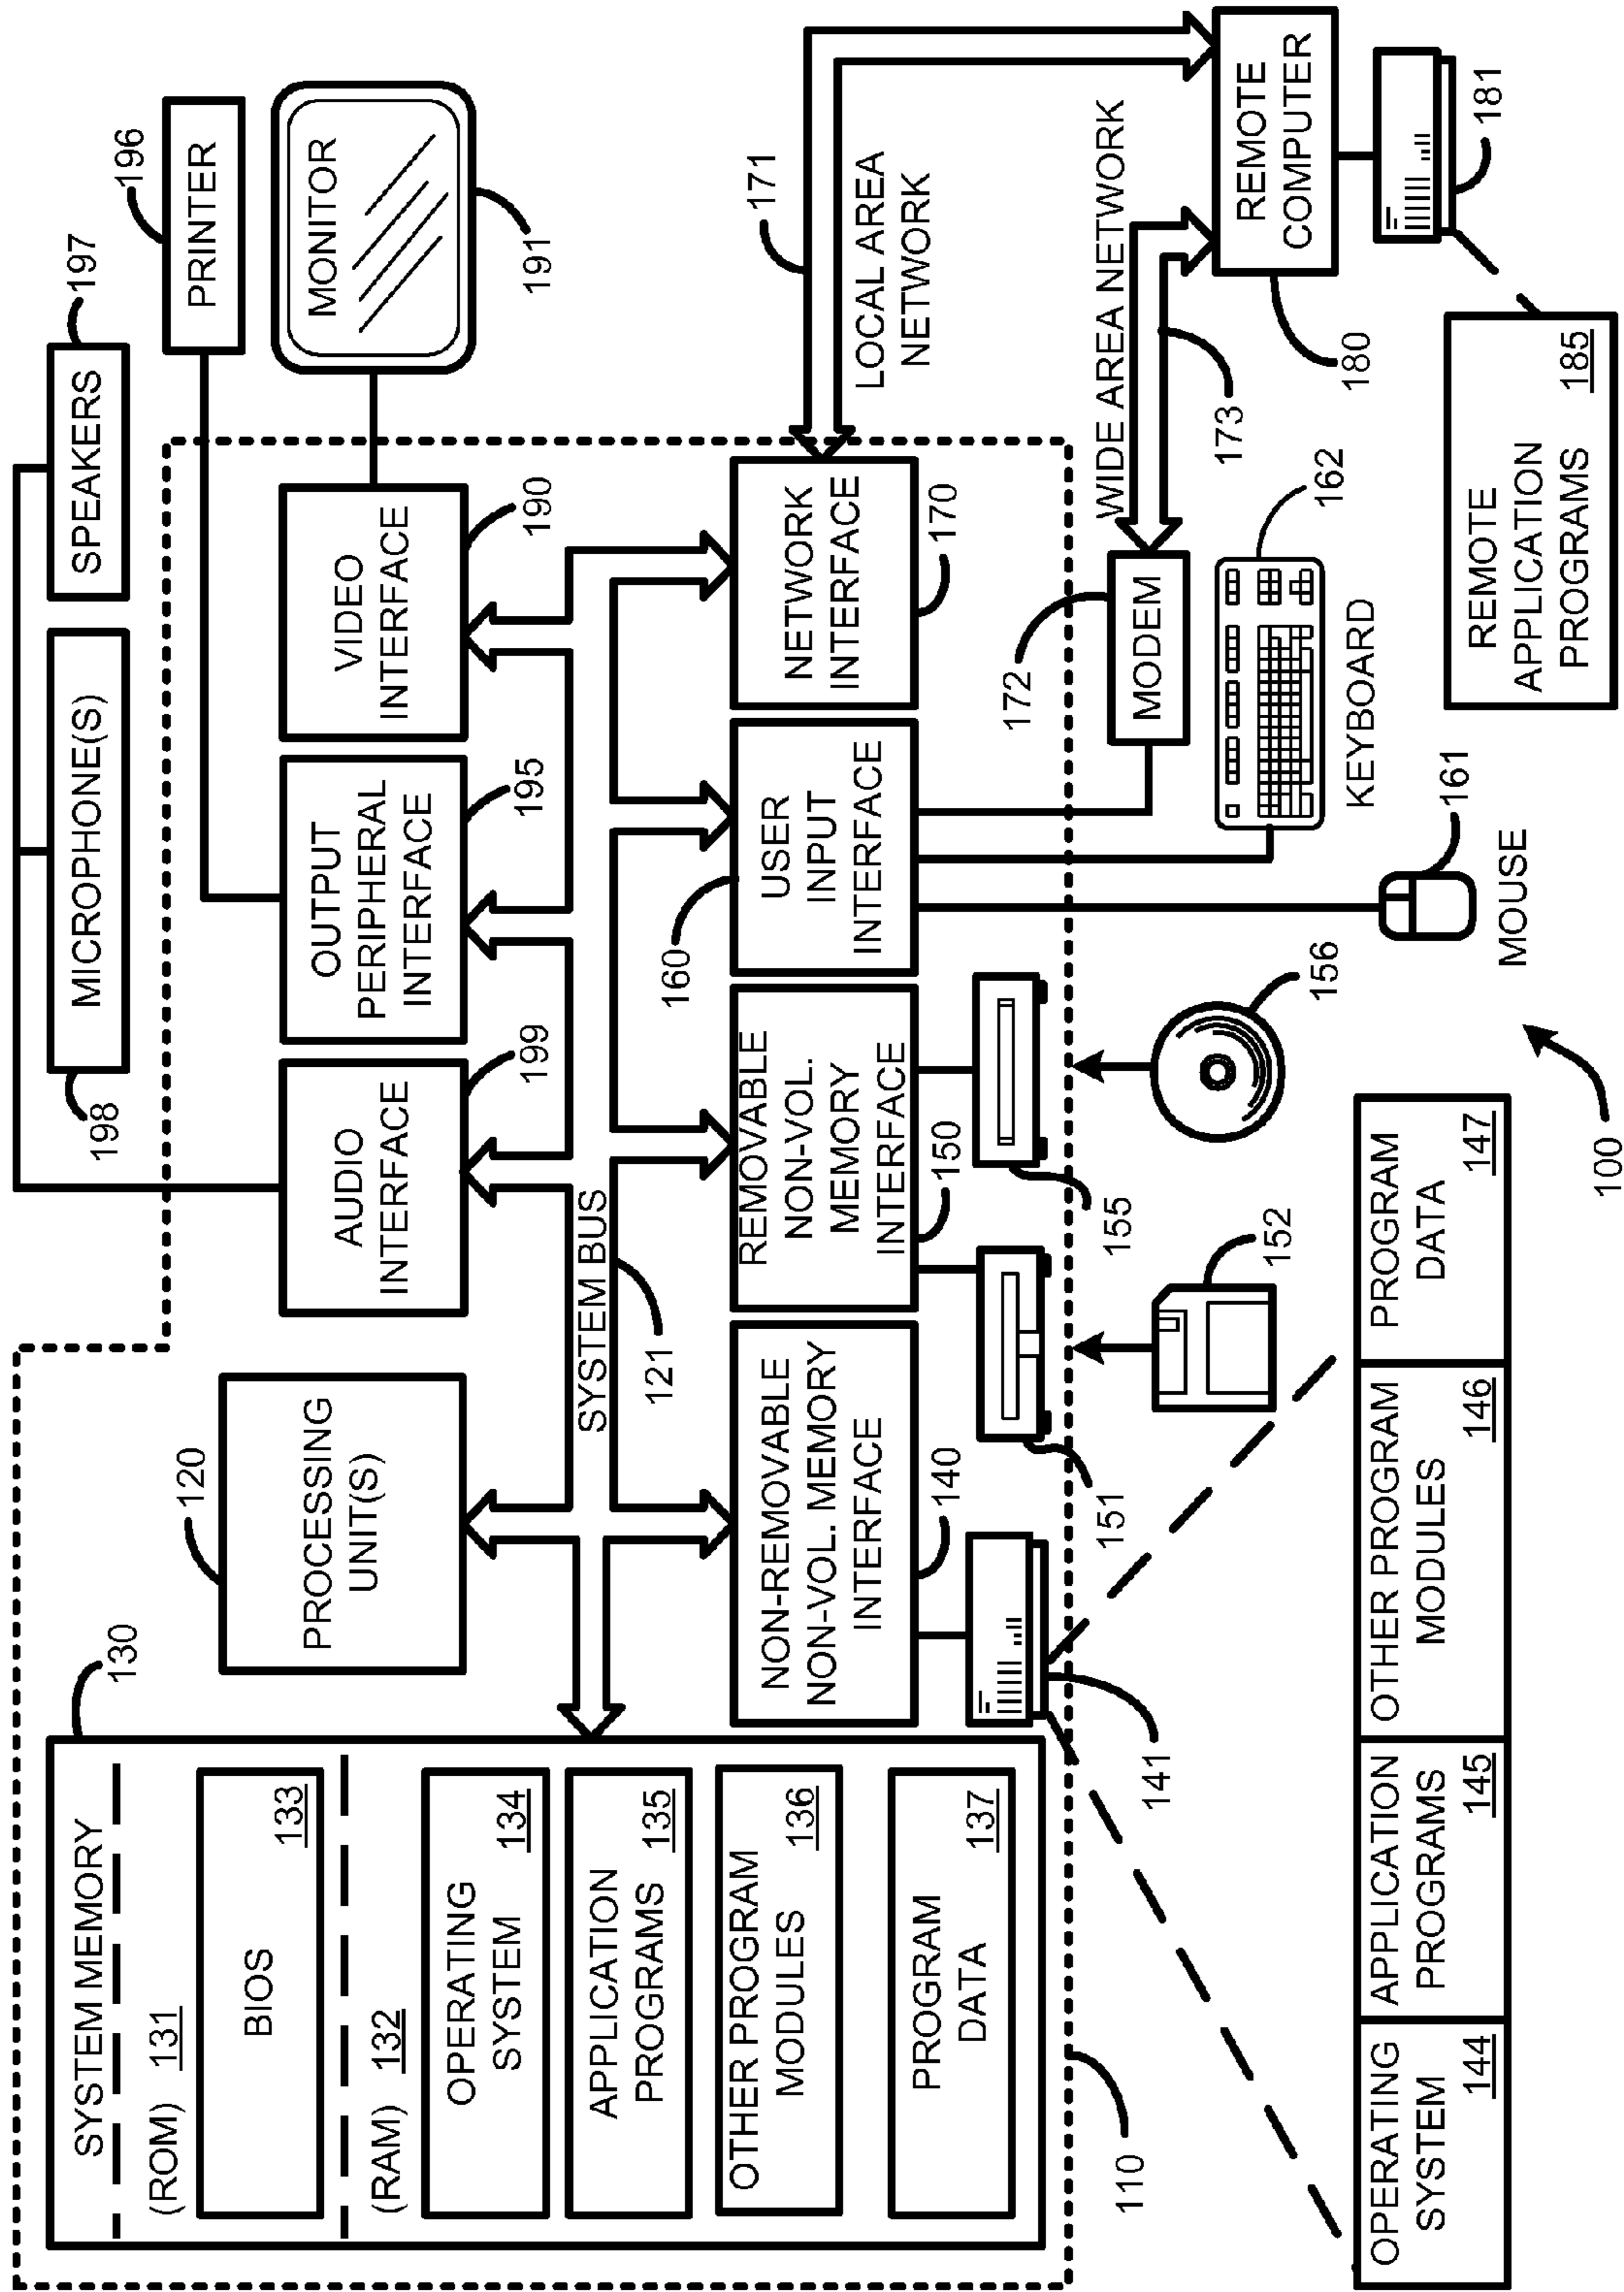 SYSTEM MEMORY
130
(ROM) 131
BIOS
133
(RAM) 132
OPERATING
SYSTEM
134
APPLICATION
PROGRAMS
135
OTHER PROGRAM
MODULES
136
PROGRAM
DATA
137
120
PROCESSING
UNIT(S)
198
MICROPHONE(S)
SPEAKERS
197
196
PRINTER
AUDIO
INTERFACE
199
OUTPUT
PERIPHERAL
INTERFACE
195
VIDEO
INTERFACE
190
MONITOR
191
SYSTEM BUS
121
NON-REMOVABLE
NON-VOL. MEMORY
INTERFACE
140
REMOVABLE
NON-VOL.
MEMORY
INTERFACE
150
160
USER
INPUT
INTERFACE
NETWORK
INTERFACE
170
171
LOCAL AREA
NETWORK
110
141
151
155
152
156
172
MODEM
WIDE AREA NETWORK
173
REMOTE
COMPUTER
180
181
162
KEYBOARD
161
MOUSE
REMOTE
APPLICATION
PROGRAMS
185
OPERATING
SYSTEM
144
APPLICATION
PROGRAMS
145
OTHER PROGRAM
MODULES
146
PROGRAM
DATA
147
100